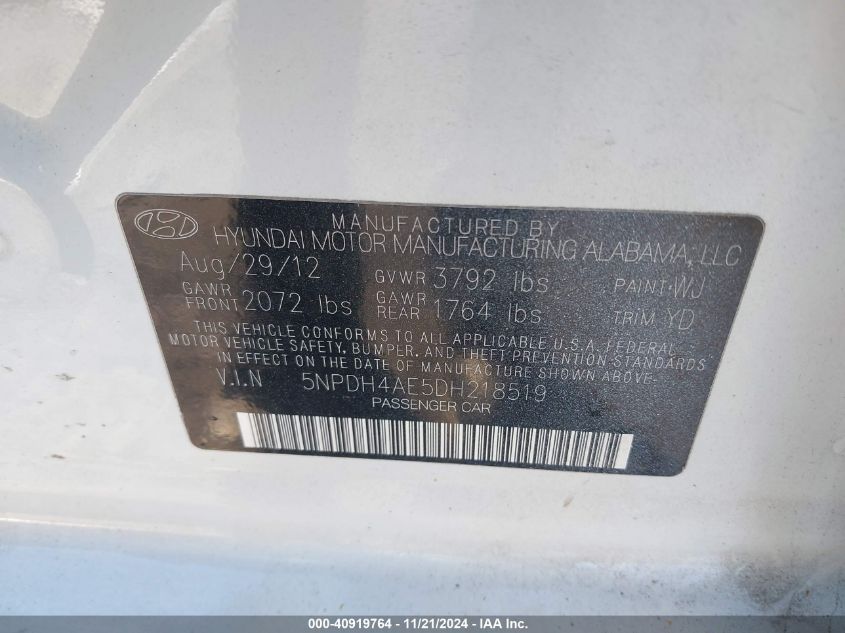 MANUFACTURED BY
HYUNDAI MOTOR MANUFACTURING ALABAMA, LLC
Aug/29/12 GVWR 3792 lbs PAINT:WJ
GAWR FRONT 2072 lbs GAWR REAR 1764 lbs TRIM YD
THIS VEHICLE CONFORMS TO ALL APPLICABLE U.S.A. FEDERAL
MOTOR VEHICLE SAFETY, BUMPER, AND THEFT PREVENTION STANDARDS
IN EFFECT ON THE DATE OF MANUFACTURE SHOWN ABOVE.
V.I.N 5NPDH4AE5DH218519
PASSENGER CAR
000-40919764 - 11/21/2024 - IAA Inc.